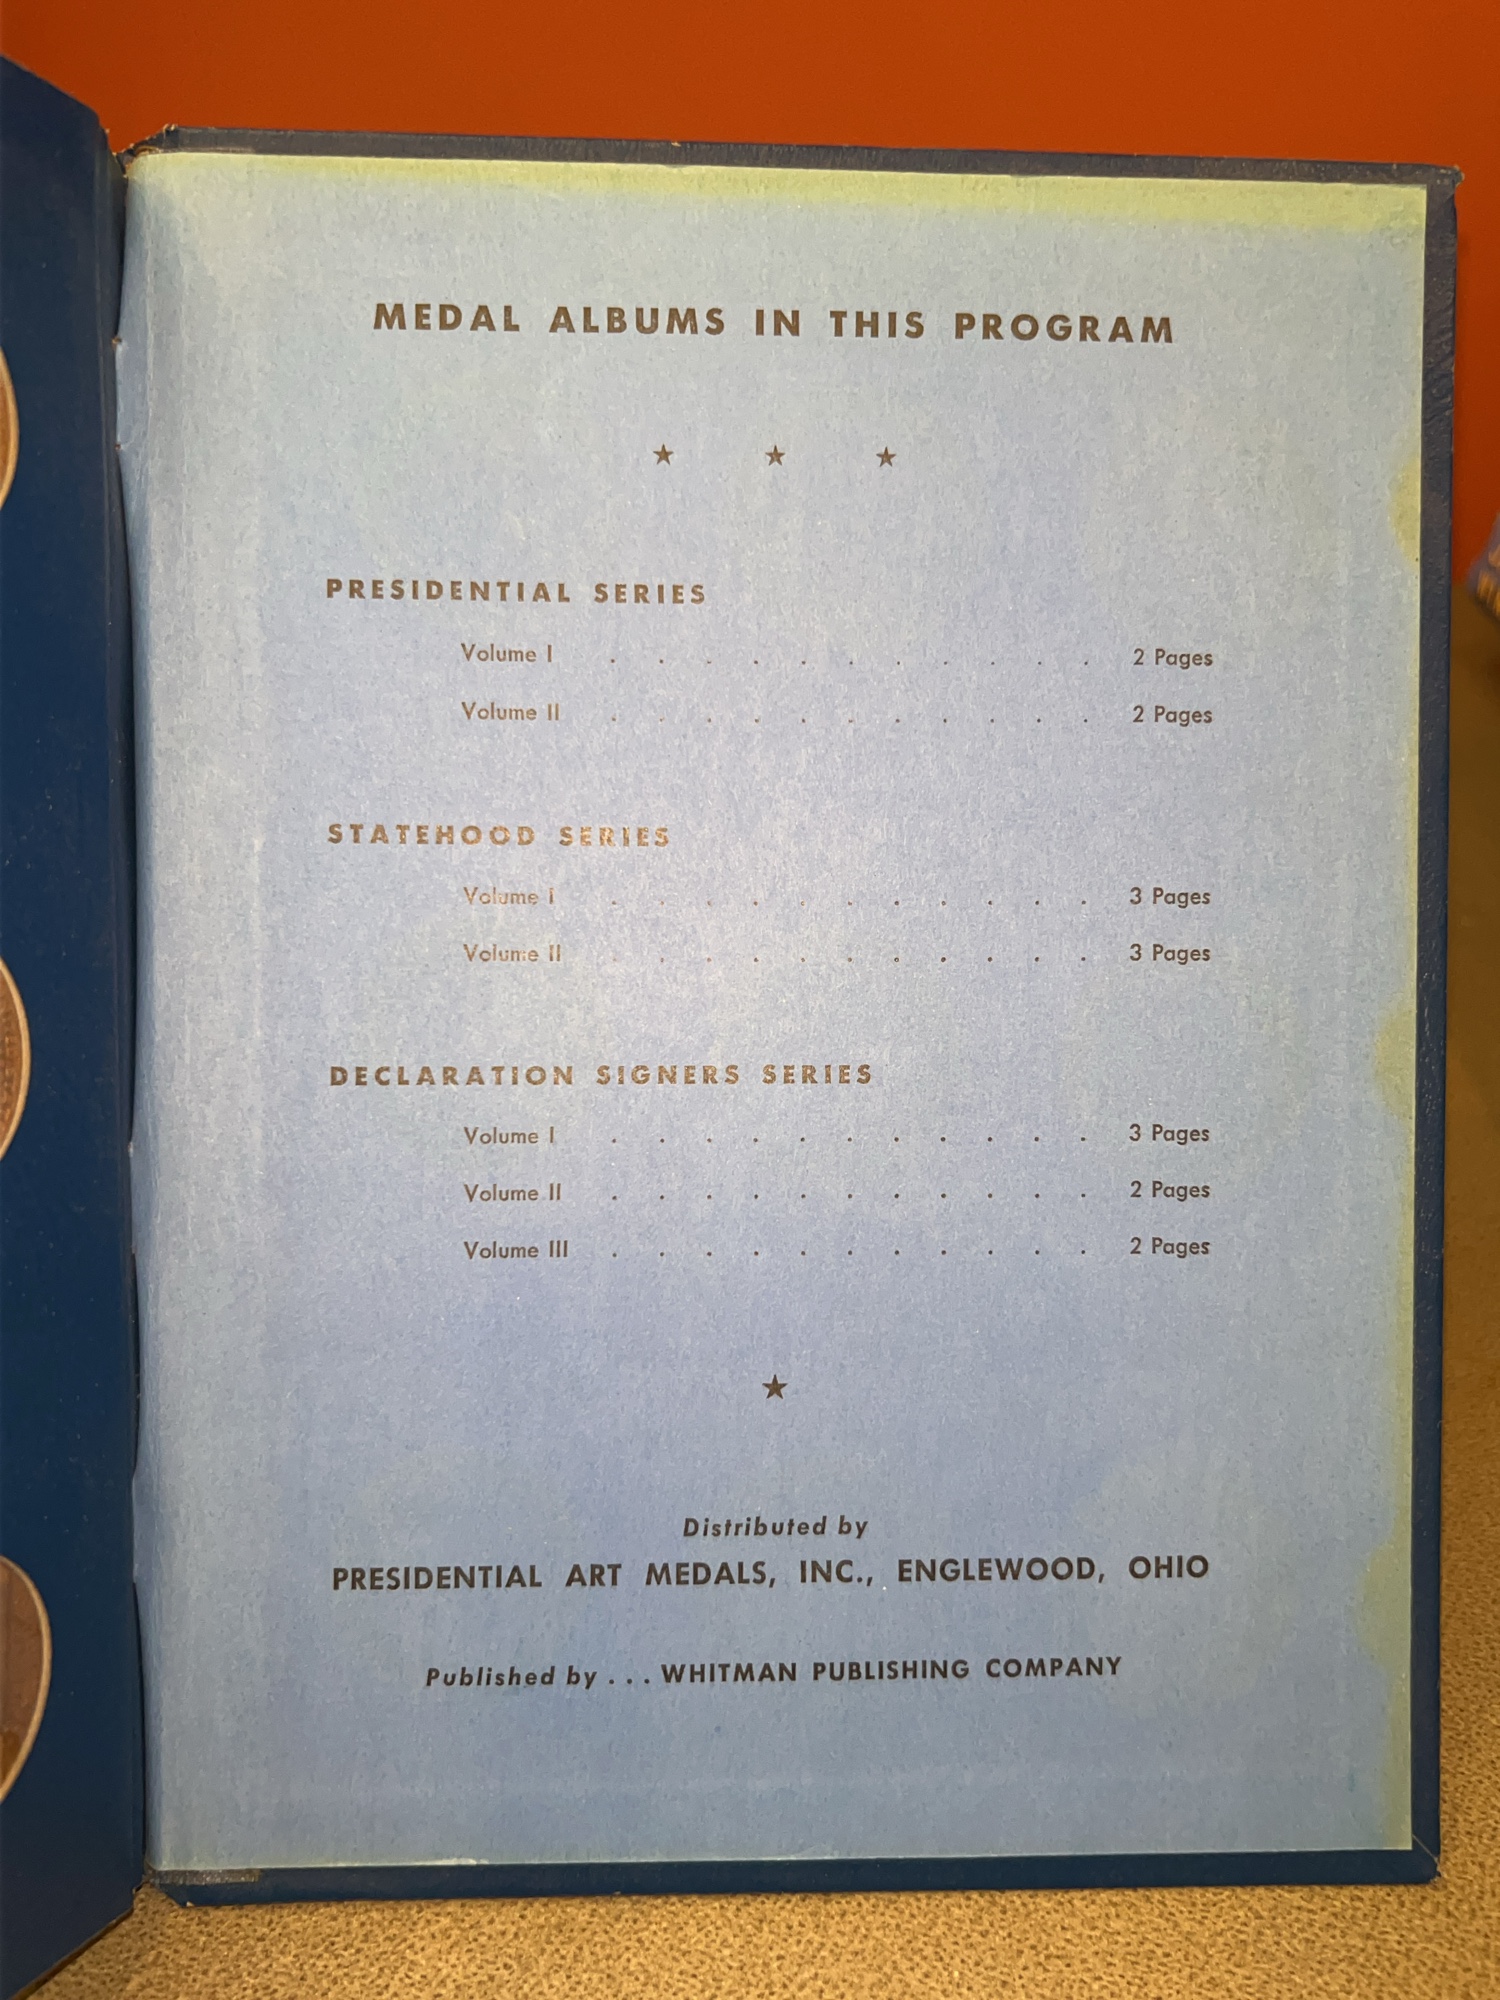 MEDAL ALBUMS IN THIS PROGRAM
PRESIDENTIAL SERIES
Volume I . . . . . . . . . . . 2 Pages
Volume II . . . . . . . . . . . 2 Pages
STATEHOOD SERIES
Volume I . . . . . . . . . . . 3 Pages
Volume II . . . . . . . . . . . 3 Pages
DECLARATION SIGNERS SERIES
Volume I . . . . . . . . . . . 3 Pages
Volume II . . . . . . . . . . . 2 Pages
Volume III . . . . . . . . . . . 2 Pages
Distributed by
PRESIDENTIAL ART MEDALS, INC., ENGLEWOOD, OHIO
Published by . . . WHITMAN PUBLISHING COMPANY